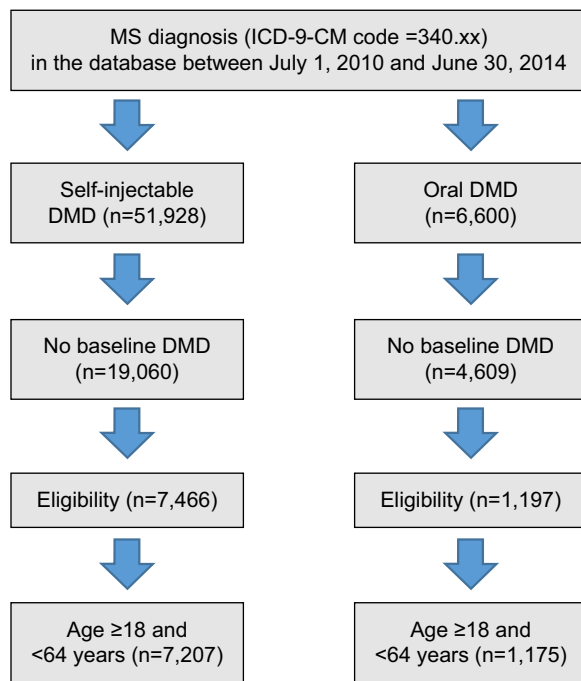 MS diagnosis (ICD-9-CM code =340.xx)
in the database between July 1, 2010 and June 30, 2014
Self-injectable
DMD (n=51,928)
Oral DMD
(n=6,600)
No baseline DMD
(n=19,060)
No baseline DMD
(n=4,609)
Eligibility (n=7,466)
Eligibility (n=1,197)
Age ≥18 and
<64 years (n=7,207)
Age ≥18 and
<64 years (n=1,175)